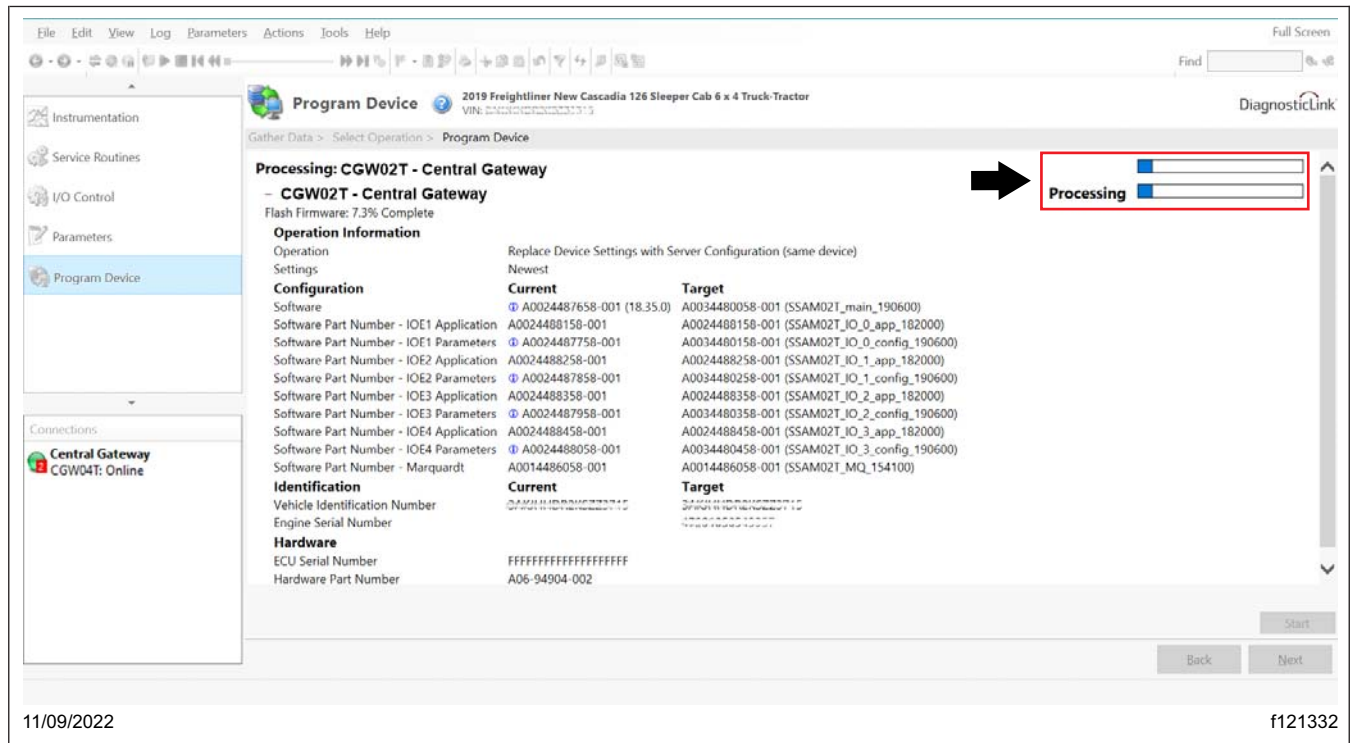 File Edit View Log Parameters Actions Tools Help Full Screen
Find
Instrumentation
Service Routines
I/O Control
Parameters
Program Device
Connections
Central Gateway
2 CGW04T: Online
Program Device ? 2019 Freightliner New Cascadia 126 Sleeper Cab 6 x 4 Truck-Tractor
VIN:
DiagnosticLink
Gather Data > Select Operation > Program Device
Processing: CGW02T - Central Gateway
− CGW02T - Central Gateway
Processing
Flash Firmware: 7.3% Complete
Operation Information
Operation Replace Device Settings with Server Configuration (same device)
Settings Newest
Configuration Current Target
Software A0024487658-001 (18.35.0) A0034480058-001 (SSAM02T_main_190600)
Software Part Number - IOE1 Application A0024488158-001 A0024488158-001 (SSAM02T_IO_0_app_182000)
Software Part Number - IOE1 Parameters A0024487758-001 A0034480158-001 (SSAM02T_IO_0_config_190600)
Software Part Number - IOE2 Application A0024488258-001 A0024488258-001 (SSAM02T_IO_1_app_182000)
Software Part Number - IOE2 Parameters A0024487858-001 A0034480258-001 (SSAM02T_IO_1_config_190600)
Software Part Number - IOE3 Application A0024488358-001 A0024488358-001 (SSAM02T_IO_2_app_182000)
Software Part Number - IOE3 Parameters A0024487958-001 A0034480358-001 (SSAM02T_IO_2_config_190600)
Software Part Number - IOE4 Application A0024488458-001 A0024488458-001 (SSAM02T_IO_3_app_182000)
Software Part Number - IOE4 Parameters A0024488058-001 A0034480458-001 (SSAM02T_IO_3_config_190600)
Software Part Number - Marquardt A0014486058-001 A0014486058-001 (SSAM02T_MQ_154100)
Identification Current Target
Vehicle Identification Number
Engine Serial Number
Hardware
ECU Serial Number FFFFFFFFFFFFFFFFFFFF
Hardware Part Number A06-94904-002
Start
Back Next
11/09/2022 f121332